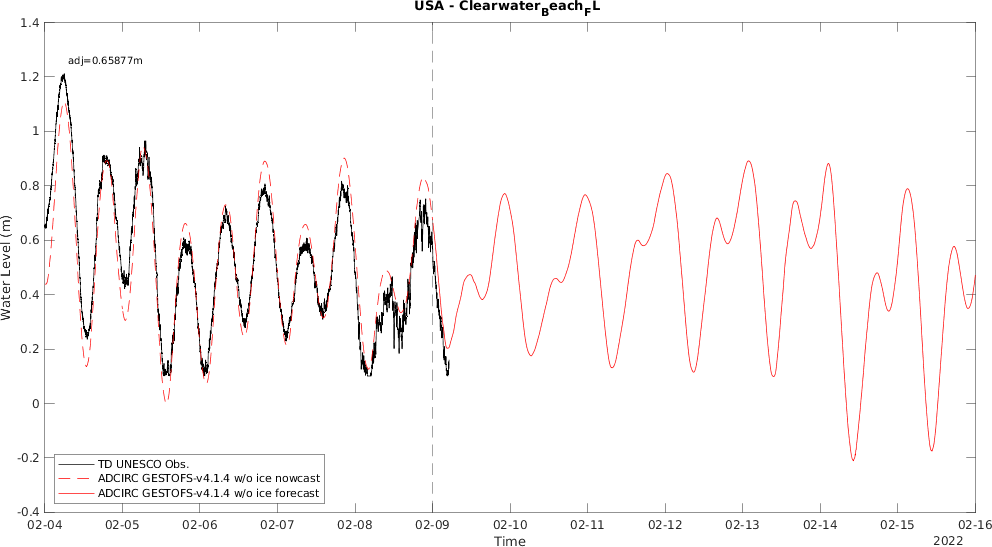 USA - ClearwaterBeachFL
1.4
1.2
1
0.8
0.6
0.4
0.2
0
-0.2
-0.4
Water Level (m)
adj=0.65877m
TD UNESCO Obs.
ADCIRC GESTOFS-v4.1.4 w/o ice nowcast
ADCIRC GESTOFS-v4.1.4 w/o ice forecast
02-04 02-05 02-06 02-07 02-08 02-09 02-10 02-11 02-12 02-13 02-14 02-15 02-16
Time
2022